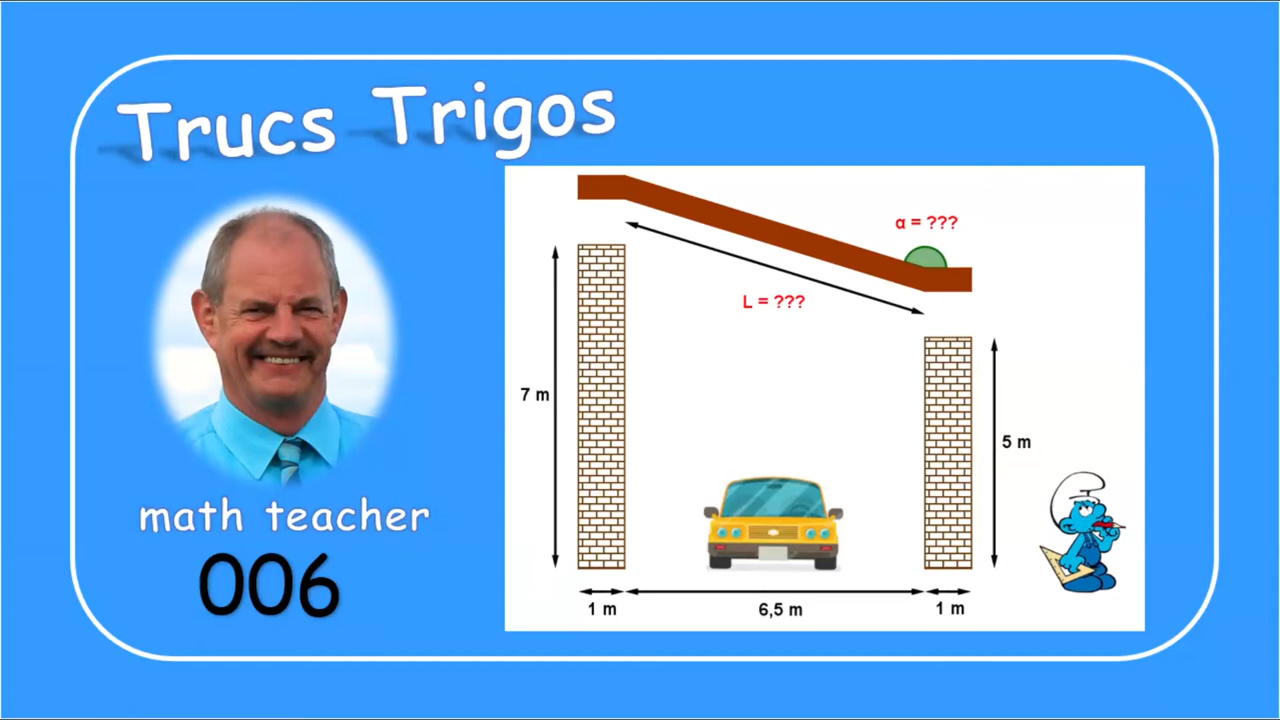 Trucs Trigos
math teacher
006
α = ???
L = ???
7 m
5 m
1 m
6,5 m
1 m